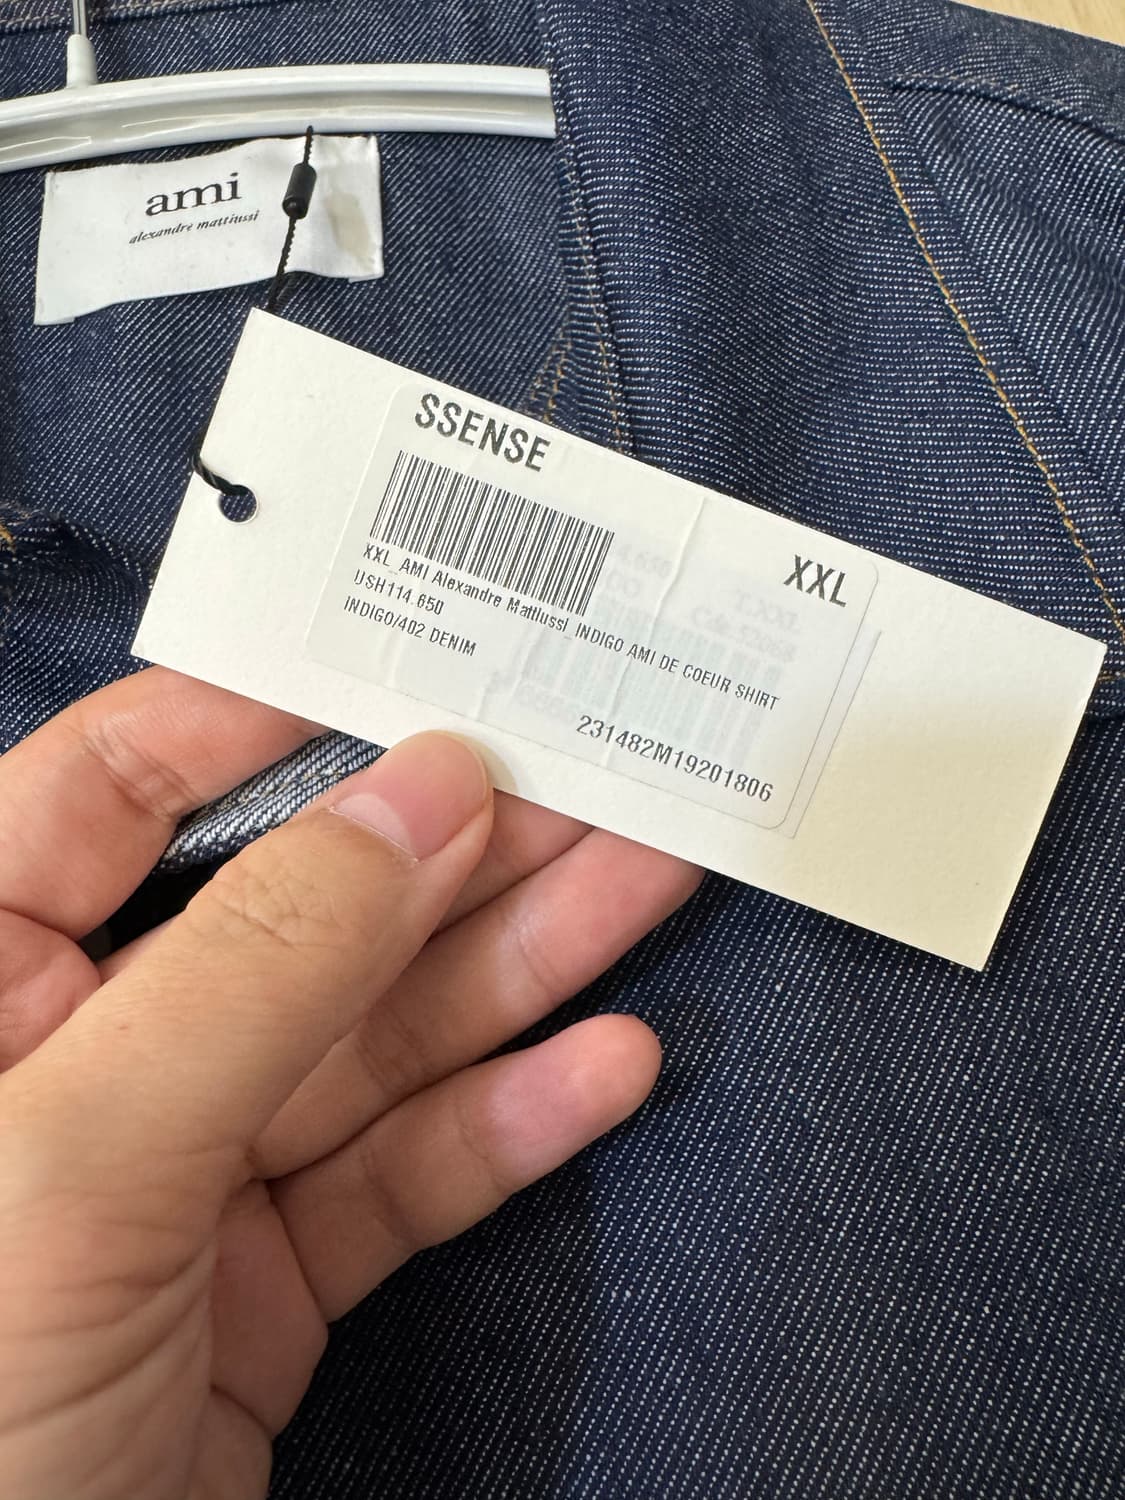 ami
alexandre mattiussi
SSENSE
XXL
XXL_AMI Alexandre Mattiussi_INDIGO AMI DE COEUR SHIRT
USH114.650
INDIGO/402 DENIM
231482M19201806